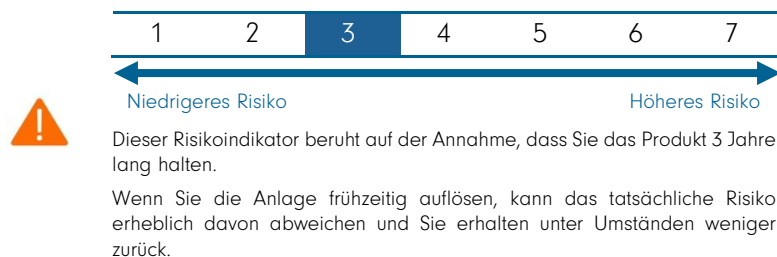 1 2 3 4 5 6 7
Niedrigeres Risiko Höheres Risiko
Dieser Risikoindikator beruht auf der Annahme, dass Sie das Produkt 3 Jahre
lang halten.
Wenn Sie die Anlage frühzeitig auflösen, kann das tatsächliche Risiko
erheblich davon abweichen und Sie erhalten unter Umständen weniger
zurück.